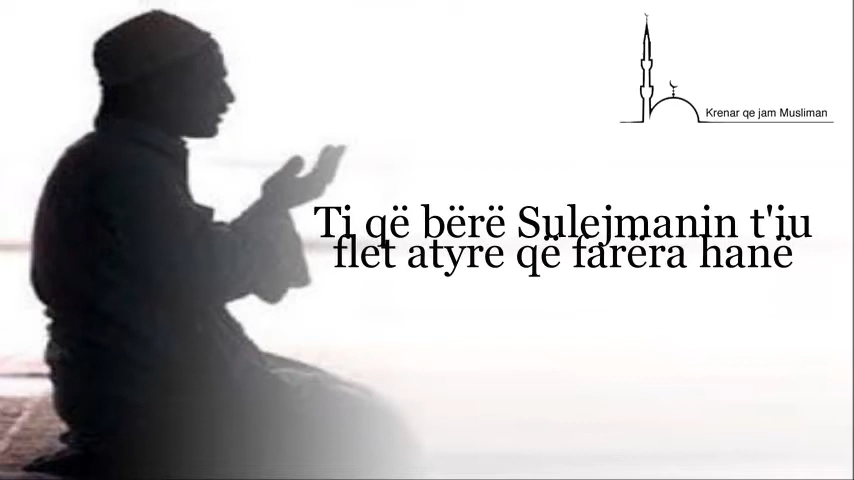 Krenar qe jam Musliman
Ti që bërë Sulejmanin t'iu
flet atyre që farëra hanë